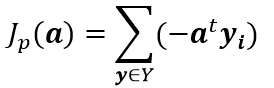 J_p(𝒂) = ∑_{𝒚∈Y} (−𝒂^t 𝒚_𝒊)